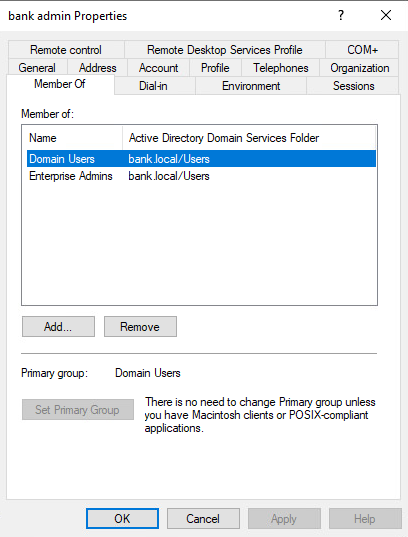 bank admin Properties
Remote control Remote Desktop Services Profile COM+
General Address Account Profile Telephones Organization
Member Of Dial-in Environment Sessions
Member of:
Name Active Directory Domain Services Folder
Domain Users bank.local/Users
Enterprise Admins bank.local/Users
Add... Remove
Primary group: Domain Users
Set Primary Group
There is no need to change Primary group unless
you have Macintosh clients or POSIX-compliant
applications.
OK Cancel Apply Help